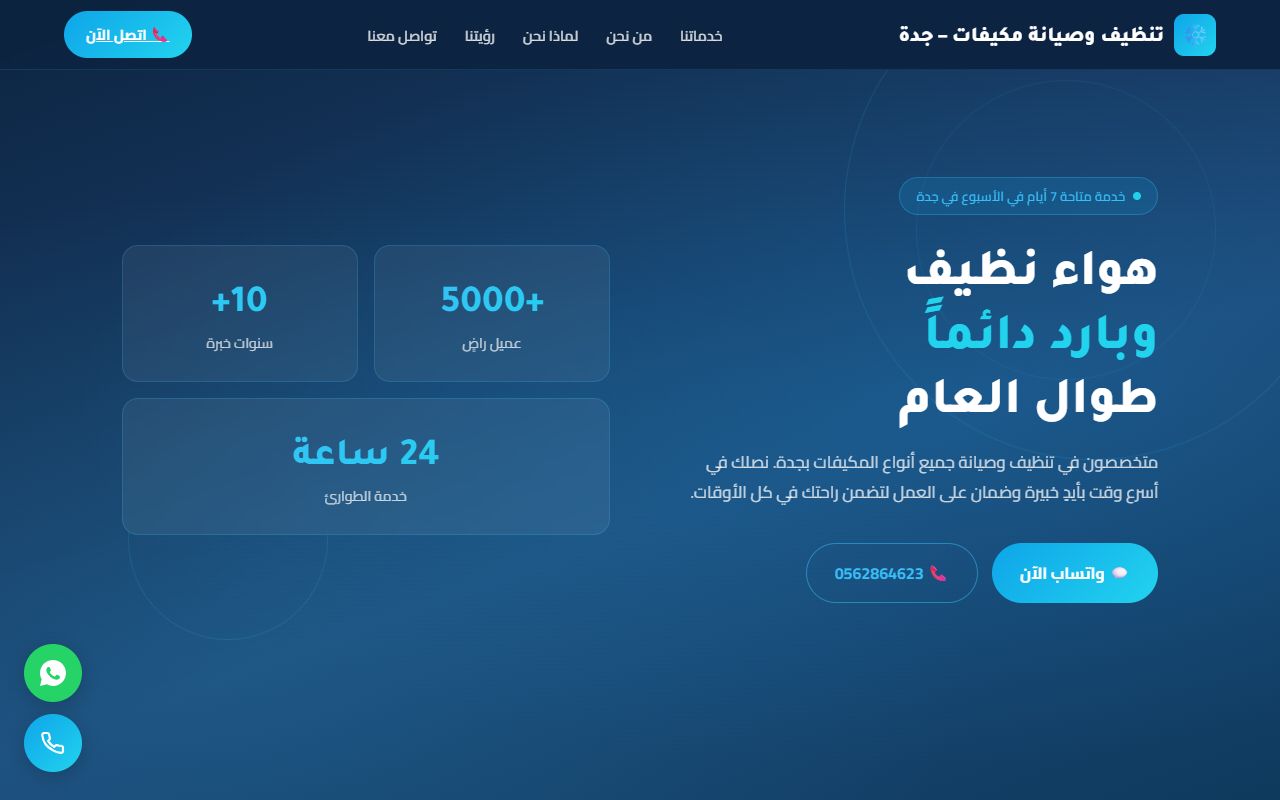 تنظيف وصيانة مكيفات – جدة
خدماتنا
من نحن
لماذا نحن
رؤيتنا
تواصل معنا
📞 اتصل الآن
خدمة متاحة 7 أيام في الأسبوع في جدة
هواء نظيف
وبارد دائماً
طوال العام
متخصصون في تنظيف وصيانة جميع أنواع المكيفات بجدة. نصلك في
أسرع وقت بأيدٍ خبيرة وضمان على العمل لتضمن راحتك في كل الأوقات.
💬 واتساب الآن
📞 0562864623
5000+
عميل راضٍ
10+
سنوات خبرة
24 ساعة
خدمة الطوارئ